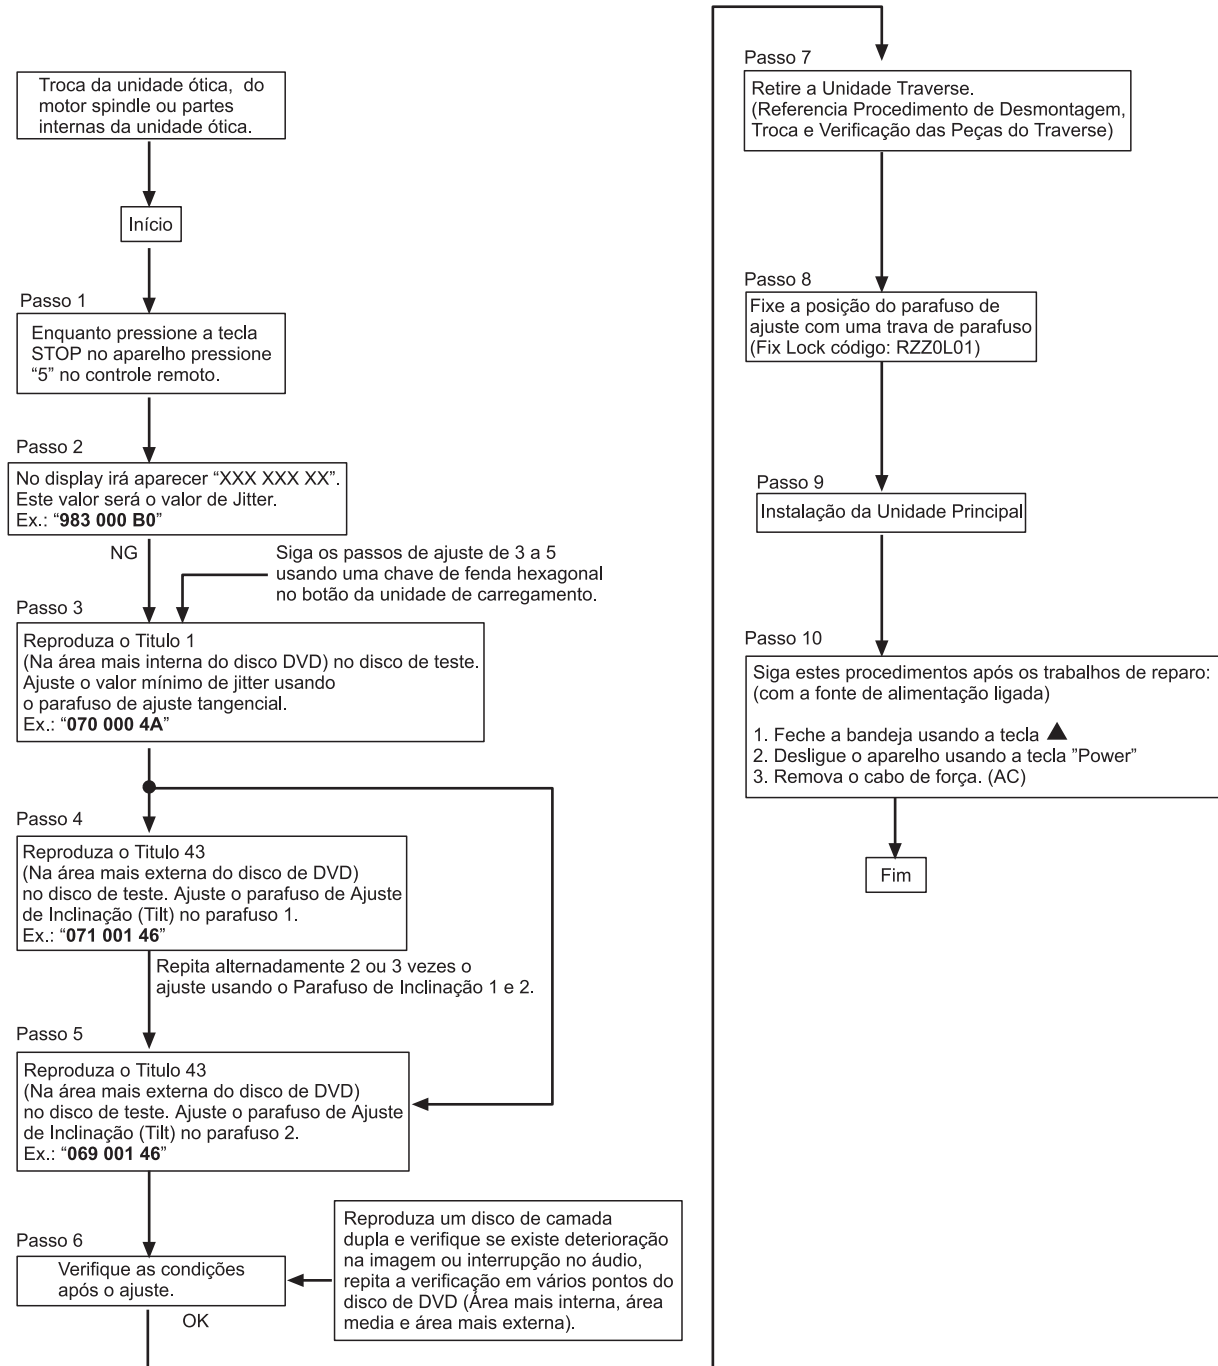 Troca da unidade ótica, do
motor spindle ou partes
internas da unidade ótica.
Início
Passo 1
Enquanto pressione a tecla
STOP no aparelho pressione
“5” no controle remoto.
Passo 2
No display irá aparecer “XXX XXX XX”.
Este valor será o valor de Jitter.
Ex.: “983 000 B0”
NG
Siga os passos de ajuste de 3 a 5
usando uma chave de fenda hexagonal
no botão da unidade de carregamento.
Passo 3
Reproduza o Titulo 1
(Na área mais interna do disco DVD) no disco de teste.
Ajuste o valor mínimo de jitter usando
o parafuso de ajuste tangencial.
Ex.: “070 000 4A”
Passo 4
Reproduza o Titulo 43
(Na área mais externa do disco de DVD)
no disco de teste. Ajuste o parafuso de Ajuste
de Inclinação (Tilt) no parafuso 1.
Ex.: “071 001 46”
Repita alternadamente 2 ou 3 vezes o
ajuste usando o Parafuso de Inclinação 1 e 2.
Passo 5
Reproduza o Titulo 43
(Na área mais externa do disco de DVD)
no disco de teste. Ajuste o parafuso de Ajuste
de Inclinação (Tilt) no parafuso 2.
Ex.: “069 001 46”
Passo 6
Verifique as condições
após o ajuste.
OK
Reproduza um disco de camada
dupla e verifique se existe deterioração
na imagem ou interrupção no áudio,
repita a verificação em vários pontos do
disco de DVD (Área mais interna, área
media e área mais externa).
Passo 7
Retire a Unidade Traverse.
(Referencia Procedimento de Desmontagem,
Troca e Verificação das Peças do Traverse)
Passo 8
Fixe a posição do parafuso de
ajuste com uma trava de parafuso
(Fix Lock código: RZZ0L01)
Passo 9
Instalação da Unidade Principal
Passo 10
Siga estes procedimentos após os trabalhos de reparo:
(com a fonte de alimentação ligada)
1. Feche a bandeja usando a tecla ▲
2. Desligue o aparelho usando a tecla ”Power”
3. Remova o cabo de força. (AC)
Fim